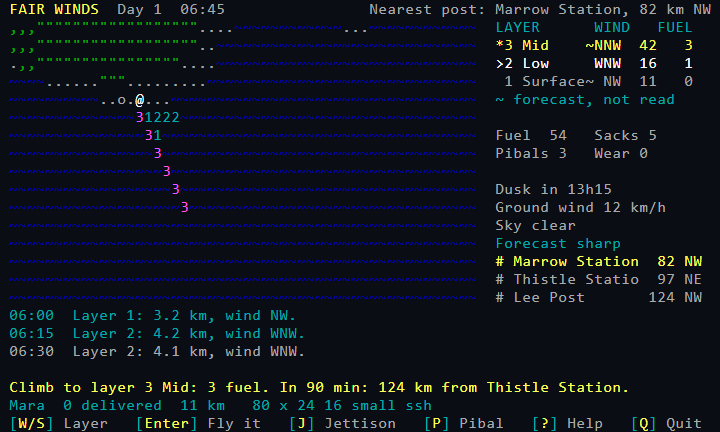 FAIR WINDS  Day 1  06:45                Nearest post: Marrow Station, 82 km NW
LAYER      WIND   FUEL
*3 Mid    ~NNW  42   3
>2 Low     WNW  16   1
 1 Surface~ NW  11   0
~ forecast, not read
Fuel  54   Sacks 5
Pibals 3   Wear 0
Dusk in 13h15
Ground wind 12 km/h
Sky clear
Forecast sharp
# Marrow Station  82 NW
# Thistle Statio  97 NE
# Lee Post       124 NW
,,,""""""""""""""""""....~~~~~~~~~~~~...~~~~~~~~~~~~
,,,""""""""""""""""""..~~~~~~~~~~~~~~~~~~~~~~~~~~~~~
.,,""""""""""""""""....~~~~~~~~~~~~~~~~~~~~~~~~~~~~~
~~~~......""".........~~~~~~~~~~~~~~~~~~~~~~~~~~~~~~
~~~~~~~~~~..o.@...~~~~~~~~~~~~~~~~~~~~~~~~~~~~~~~~~~
~~~~~~~~~~~~~~31222~~~~~~~~~~~~~~~~~~~~~~~~~~~~~~~~~
~~~~~~~~~~~~~~~31~~~~~~~~~~~~~~~~~~~~~~~~~~~~~~~~~~~
~~~~~~~~~~~~~~~~3~~~~~~~~~~~~~~~~~~~~~~~~~~~~~~~~~~~
~~~~~~~~~~~~~~~~~3~~~~~~~~~~~~~~~~~~~~~~~~~~~~~~~~~~
~~~~~~~~~~~~~~~~~~3~~~~~~~~~~~~~~~~~~~~~~~~~~~~~~~~~
~~~~~~~~~~~~~~~~~~~3~~~~~~~~~~~~~~~~~~~~~~~~~~~~~~~~
06:00  Layer 1: 3.2 km, wind NW.
06:15  Layer 2: 4.2 km, wind WNW.
06:30  Layer 2: 4.1 km, wind WNW.
Climb to layer 3 Mid: 3 fuel. In 90 min: 124 km from Thistle Station.
Mara  0 delivered  11 km   80 x 24 16 small ssh
[W/S] Layer   [Enter] Fly it   [J] Jettison   [P] Pibal   [?] Help   [Q] Quit